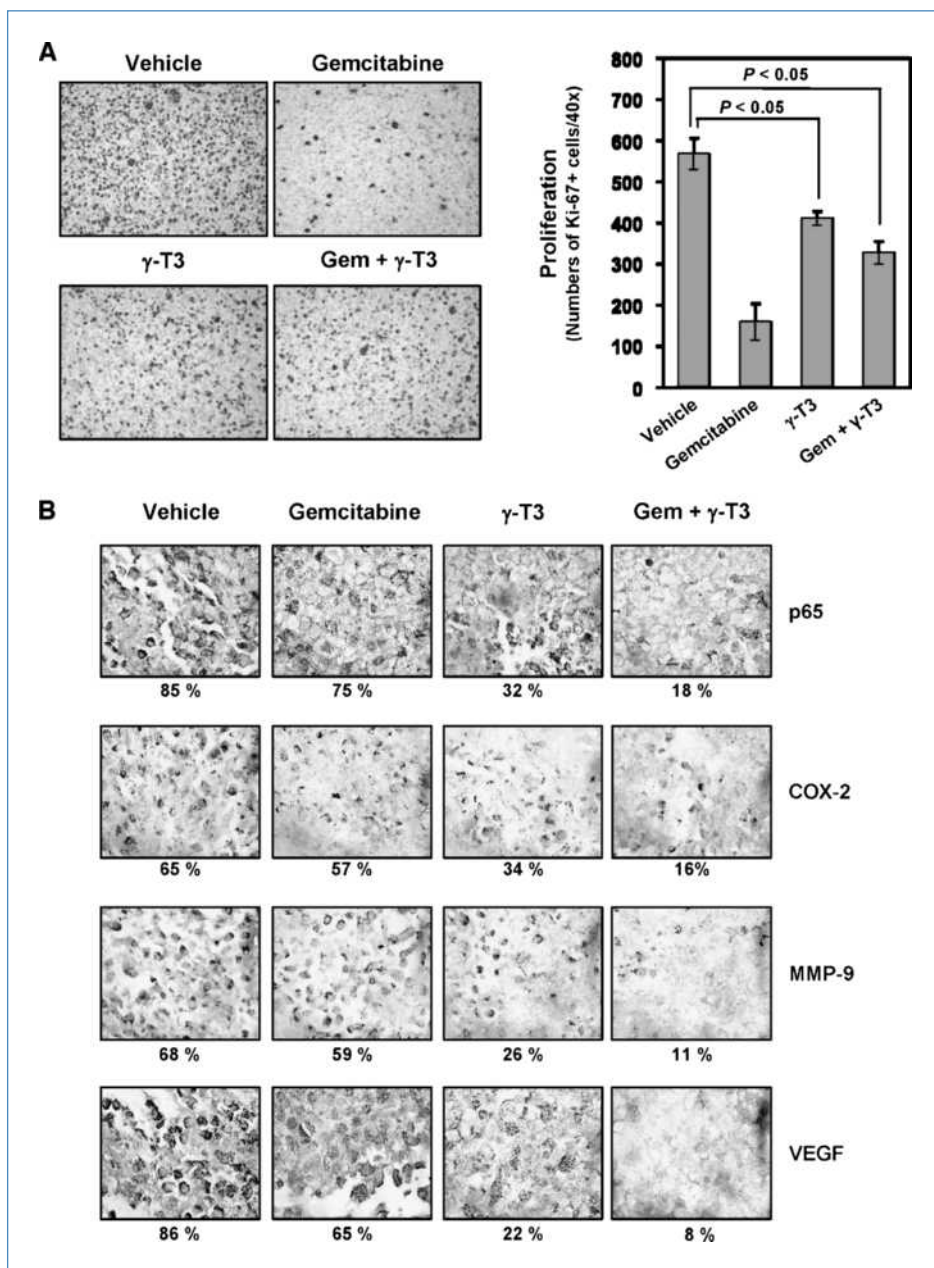 A
Vehicle
Gemcitabine
γ-T3
Gem + γ-T3
Proliferation
(Numbers of Ki-67+ cells/40x)
800
700
600
500
400
300
200
100
0
P < 0.05
P < 0.05
Vehicle
Gemcitabine
γ-T3
Gem + γ-T3
B
Vehicle Gemcitabine γ-T3 Gem + γ-T3
p65
85 % 75 % 32 % 18 %
COX-2
65 % 57 % 34 % 16%
MMP-9
68 % 59 % 26 % 11 %
VEGF
86 % 65 % 22 % 8 %